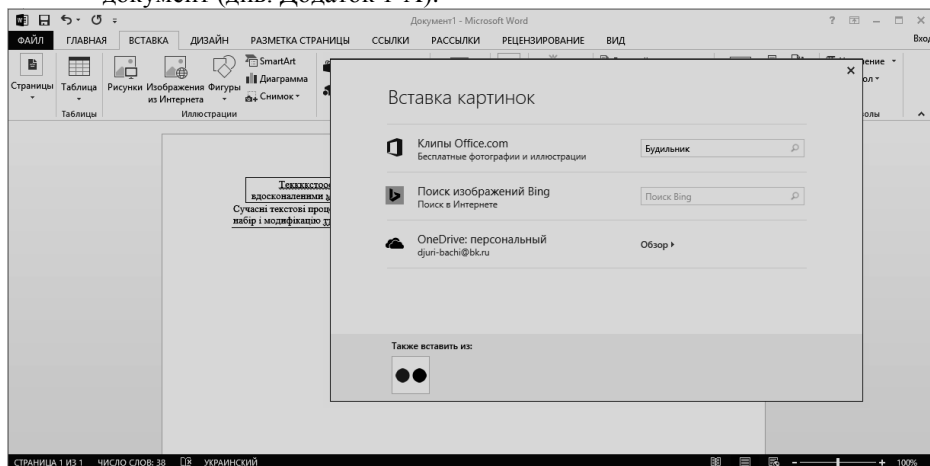 документ (див. Додаток 1-А).
Документ1 - Microsoft Word
ФАЙЛ ГЛАВНАЯ ВСТАВКА ДИЗАЙН РАЗМЕТКА СТРАНИЦЫ ССЫЛКИ РАССЫЛКИ РЕЦЕНЗИРОВАНИЕ ВИД Вход
Страницы Таблица Рисунки Изображения из Интернета Фигуры
SmartArt
Диаграмма
Снимок
Таблицы Иллюстрации
Вставка картинок
Клипы Office.com
Бесплатные фотографии и иллюстрации
Будильник
Поиск изображений Bing
Поиск в Интернете
Поиск Bing
OneDrive: персональный
djuri-bachi@bk.ru
Обзор
Также вставить из:
вдосконаленими
Сучасні текстові
набір і модифікацію
СТРАНИЦА 1 ИЗ 1 ЧИСЛО СЛОВ: 38 УКРАИНСКИЙ 100%